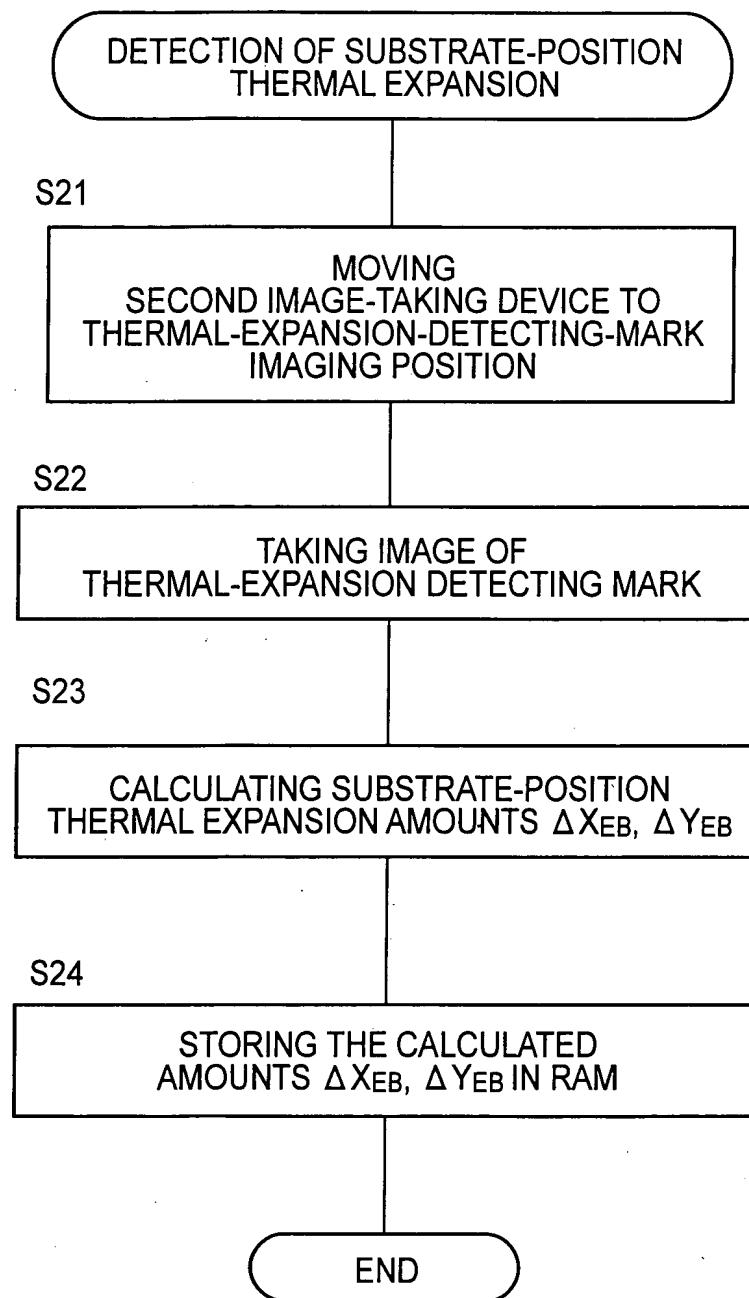 DETECTION OF SUBSTRATE-POSITION
THERMAL EXPANSION
S21
MOVING
SECOND IMAGE-TAKING DEVICE TO
THERMAL-EXPANSION-DETECTING-MARK
IMAGING POSITION
S22
TAKING IMAGE OF
THERMAL-EXPANSION DETECTING MARK
S23
CALCULATING SUBSTRATE-POSITION
THERMAL EXPANSION AMOUNTS ΔXEB, ΔYEB
S24
STORING THE CALCULATED
AMOUNTS ΔXEB, ΔYEB IN RAM
END